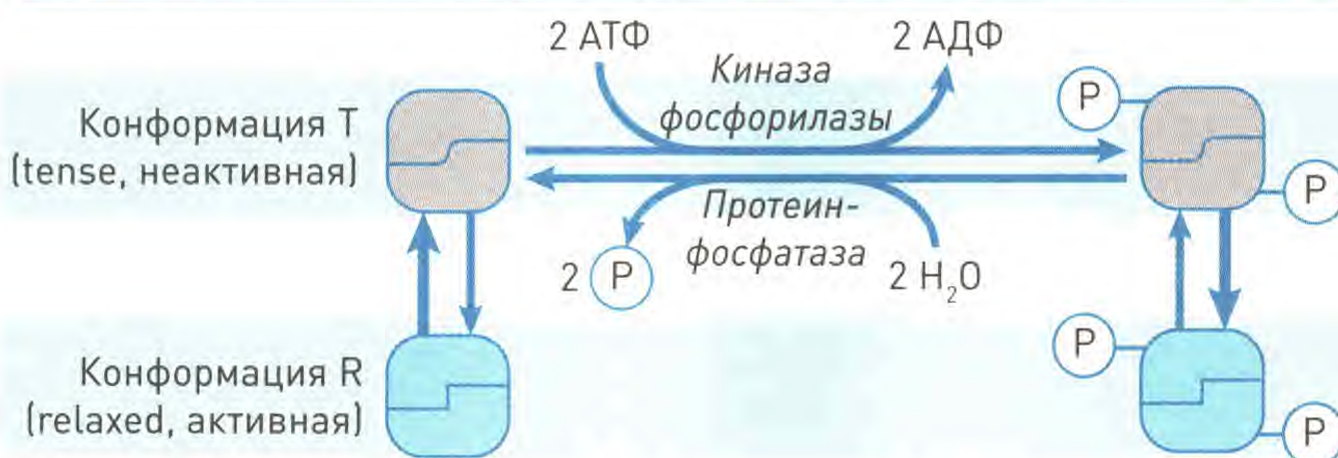 2 АТФ 2 АДФ
Киназа
фосфорилазы
P
Конформация T
(tense, неактивная)
P
Протеин-
фосфатаза
2 P 2 H₂O
P
Конформация R
(relaxed, активная)
P